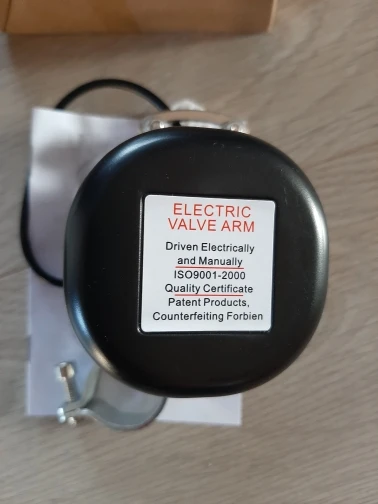 ELECTRIC
VALVE ARM
Driven Electrically
and Manually
ISO9001-2000
Quality Certificate
Patent Products,
Counterfeiting Forbien